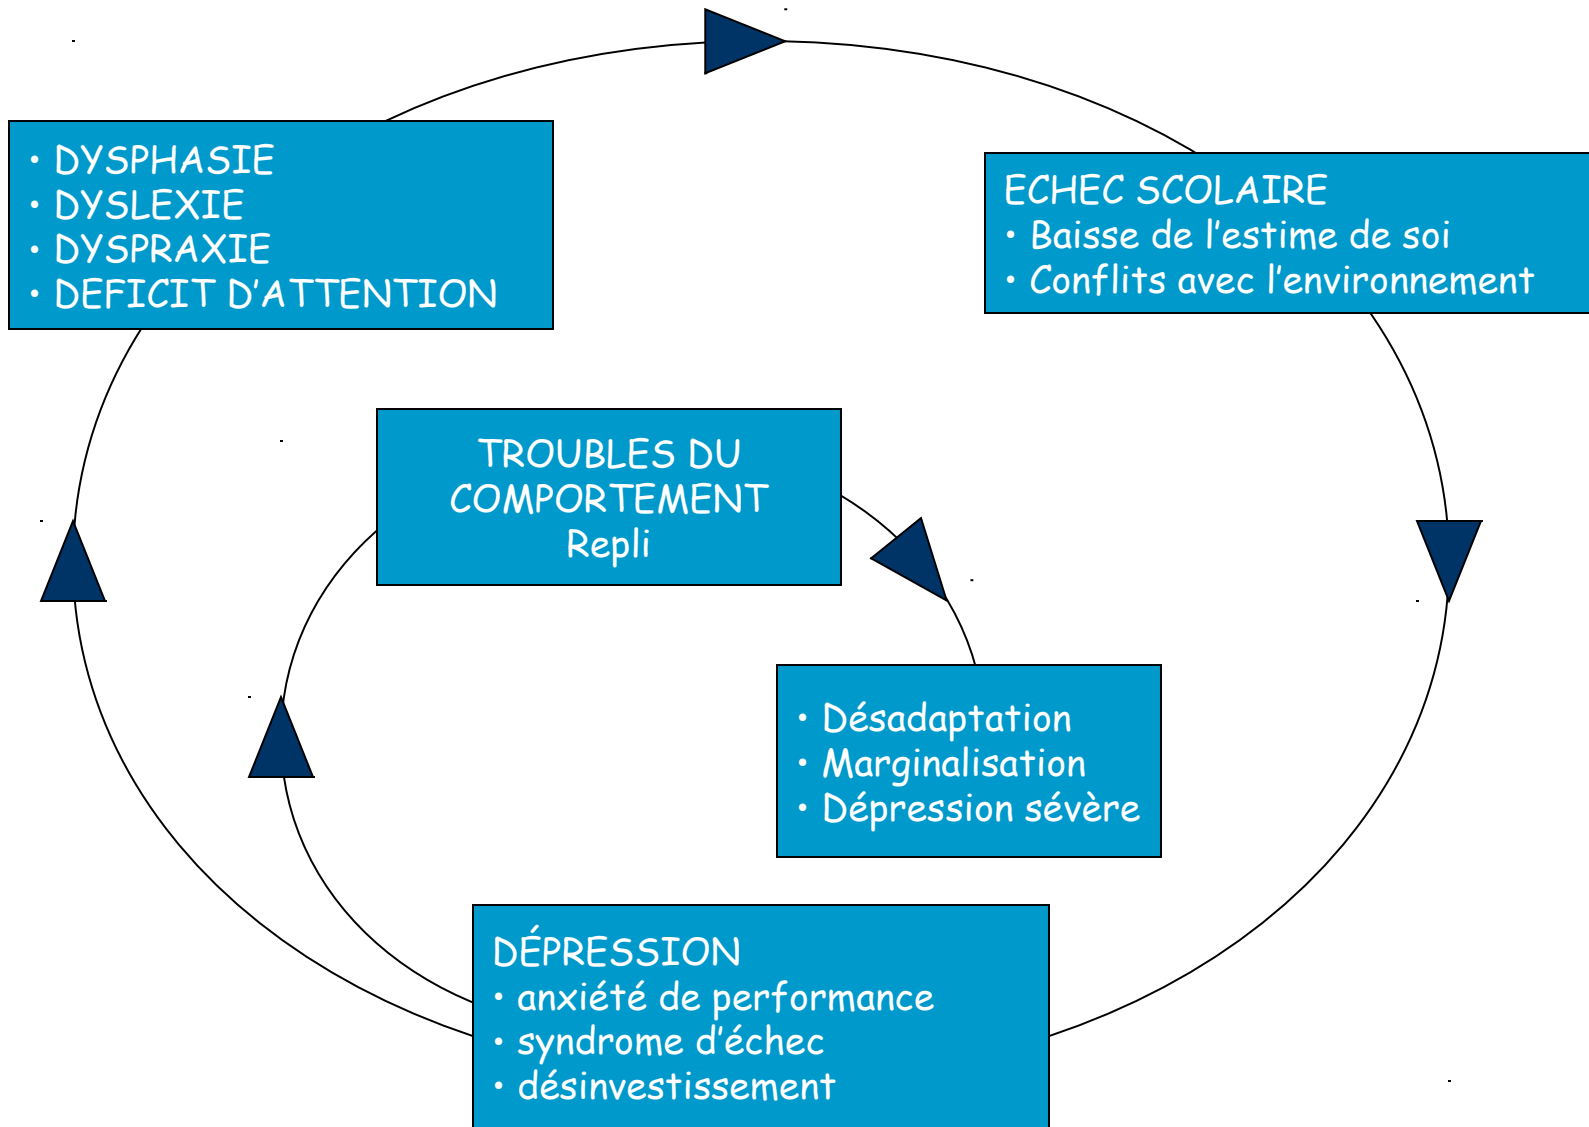 • DYSPHASIE
• DYSLEXIE
• DYSPRAXIE
• DEFICIT D'ATTENTION
ECHEC SCOLAIRE
• Baisse de l'estime de soi
• Conflits avec l'environnement
TROUBLES DU
COMPORTEMENT
Repli
• Désadaptation
• Marginalisation
• Dépression sévère
DÉPRESSION
• anxiété de performance
• syndrome d'échec
• désinvestissement